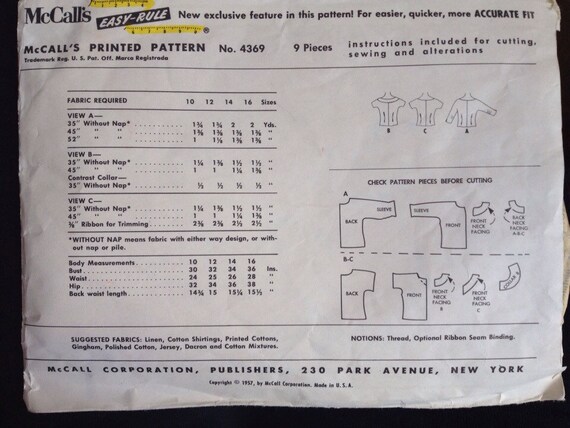 McCall's EASY-RULE ® New exclusive feature in this pattern! For easier, quicker, more ACCURATE FIT
McCALL'S PRINTED PATTERN No. 4369 9 Pieces instructions included for cutting, sewing and alterations
Trademark Reg. U. S. Pat. Off. Marca Registrada
FABRIC REQUIRED 10 12 14 16 Sizes
VIEW A—
35" Without Nap* 1¾ 1¾ 2 2 Yds.
45" " " 1⅜ 1⅜ 1⅜ 1⅜ "
52" " " 1 1⅛ 1⅜ 1⅜ "
VIEW B—
35" Without Nap* 1¼ 1⅜ 1½ 1½ "
45" " " 1 1 1¼ 1⅜ "
Contrast Collar—
35" Without Nap* ½ ½ ½ ½ "
VIEW C—
35" Without Nap* 1¼ 1⅜ 1½ 1½ "
45" " " 1 1 1¼ 1⅜ "
⅝" Ribbon for Trimming 2⅜ 2⅜ 2½ 2½ "
*WITHOUT NAP means fabric with either way design, or without nap or pile.
Body Measurements 10 12 14 16
Bust 30 32 34 36 Ins.
Waist 24 25 26 28 "
Hip 32 34 36 38 "
Back waist length 14¾ 15 15¼ 15½ "
B C A
CHECK PATTERN PIECES BEFORE CUTTING
A
BACK SLEEVE SLEEVE FRONT FRONT NECK FACING BACK NECK FACING A-B-C
B-C
BACK FRONT FRONT NECK FACING B FRONT NECK FACING C COLLAR B
SUGGESTED FABRICS: Linen, Cotton Shirtings, Printed Cottons,
Gingham, Polished Cotton, Jersey, Dacron and Cotton Mixtures.
NOTIONS: Thread, Optional Ribbon Seam Binding.
McCALL CORPORATION, PUBLISHERS, 230 PARK AVENUE, NEW YORK
Copyright © 1957, by McCall Corporation. Made in U. S. A.